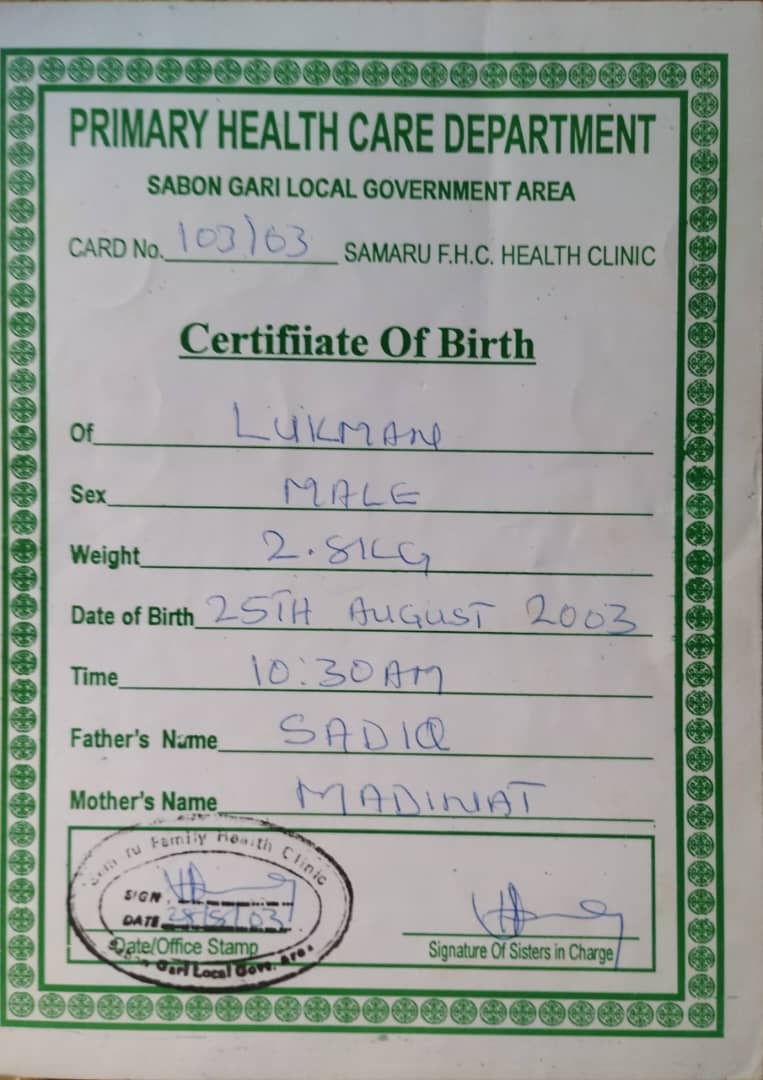 PRIMARY HEALTH CARE DEPARTMENT
SABON GARI LOCAL GOVERNMENT AREA
CARD No. 103/03 SAMARU F.H.C. HEALTH CLINIC
Certifiiate Of Birth
Of LUKMAN
Sex MALE
Weight 2.8KG
Date of Birth 25TH AUGUST 2003
Time 10:30AM
Father's Name SADIQ
Mother's Name MADINAT
Family Health Clinic
SIGN
DATE 28/8/03
Date/Office Stamp
Sabon Gari Local Govt. Area
Signature Of Sisters in Charge